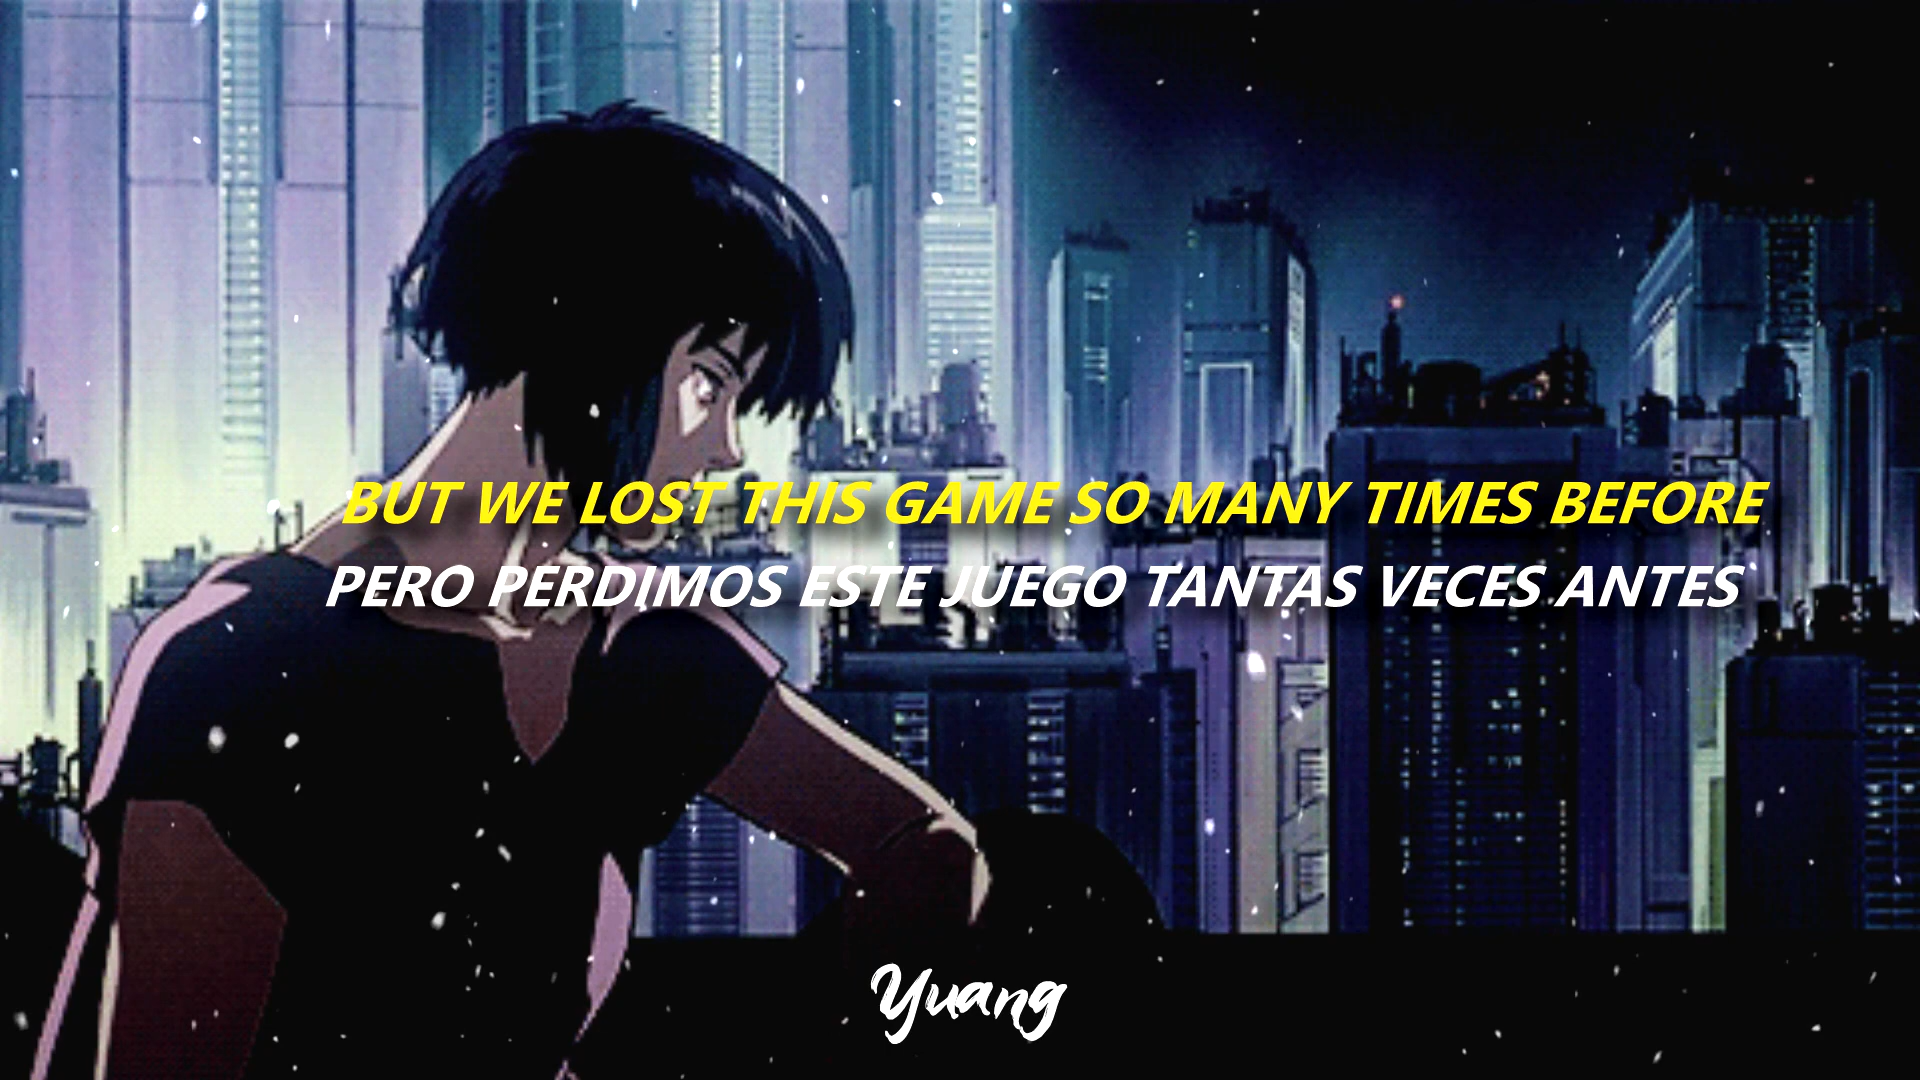 BUT WE LOST THIS GAME SO MANY TIMES BEFORE
PERO PERDIMOS ESTE JUEGO TANTAS VECES ANTES
Yuang